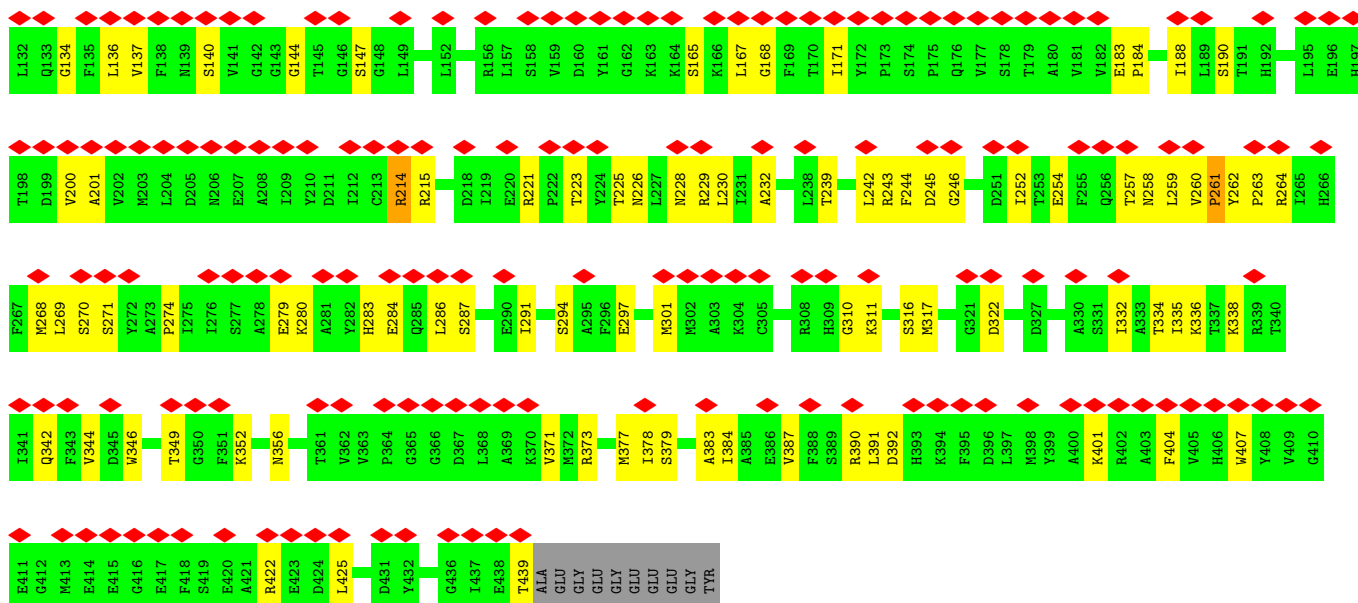 L132 Q133 G134 F135 L136 V137 F138 N139 S140 V141 G142 G143 G144 T145 G146 S147 G148 L149 L152 R156 L157 S158 V159 D160 Y161 G162 K163 K164 S165 K166 L167 G168 F169 T170 I171 Y172 P173 S174 P175 Q176 V177 S178 T179 A180 V181 V182 E183 P184 I188 L189 S190 T191 H192 L195 E196 H197
T198 D199 V200 A201 V202 M203 L204 D205 N206 E207 A208 I209 Y210 D211 I212 C213 R214 R215 D218 I219 E220 R221 P222 T223 Y224 T225 N226 L227 N228 R229 L230 I231 A232 L238 T239 L242 R243 F244 D245 G246 D251 I252 T253 E254 F255 Q256 T257 N258 L259 V260 P261 Y262 P263 R264 I265 H266
F267 M268 L269 S270 S271 Y272 A273 P274 I275 I276 S277 A278 E279 K280 A281 Y282 H283 E284 Q285 L286 S287 E290 I291 S294 A295 F296 E297 M301 M302 A303 K304 C305 R308 H309 G310 K311 S316 M317 G321 D322 D327 A330 S331 I332 A333 T334 I335 K336 T337 K338 R339 T340
I341 Q342 F343 V344 D345 W346 T349 G350 F351 K352 N356 T361 V362 V363 P364 G365 G366 D367 L368 A369 K370 V371 M372 R373 M377 I378 S379 A383 I384 A385 E386 V387 F388 S389 R390 L391 D392 H393 K394 F395 D396 L397 M398 Y399 A400 K401 R402 A403 F404 V405 H406 W407 Y408 V409 G410
E411 G412 M413 E414 E415 G416 E417 F418 S419 E420 A421 R422 E423 D424 L425 D431 Y432 G436 I437 E438 T439 ALA GLU GLY GLU GLY GLU GLU GLU GLY TYR